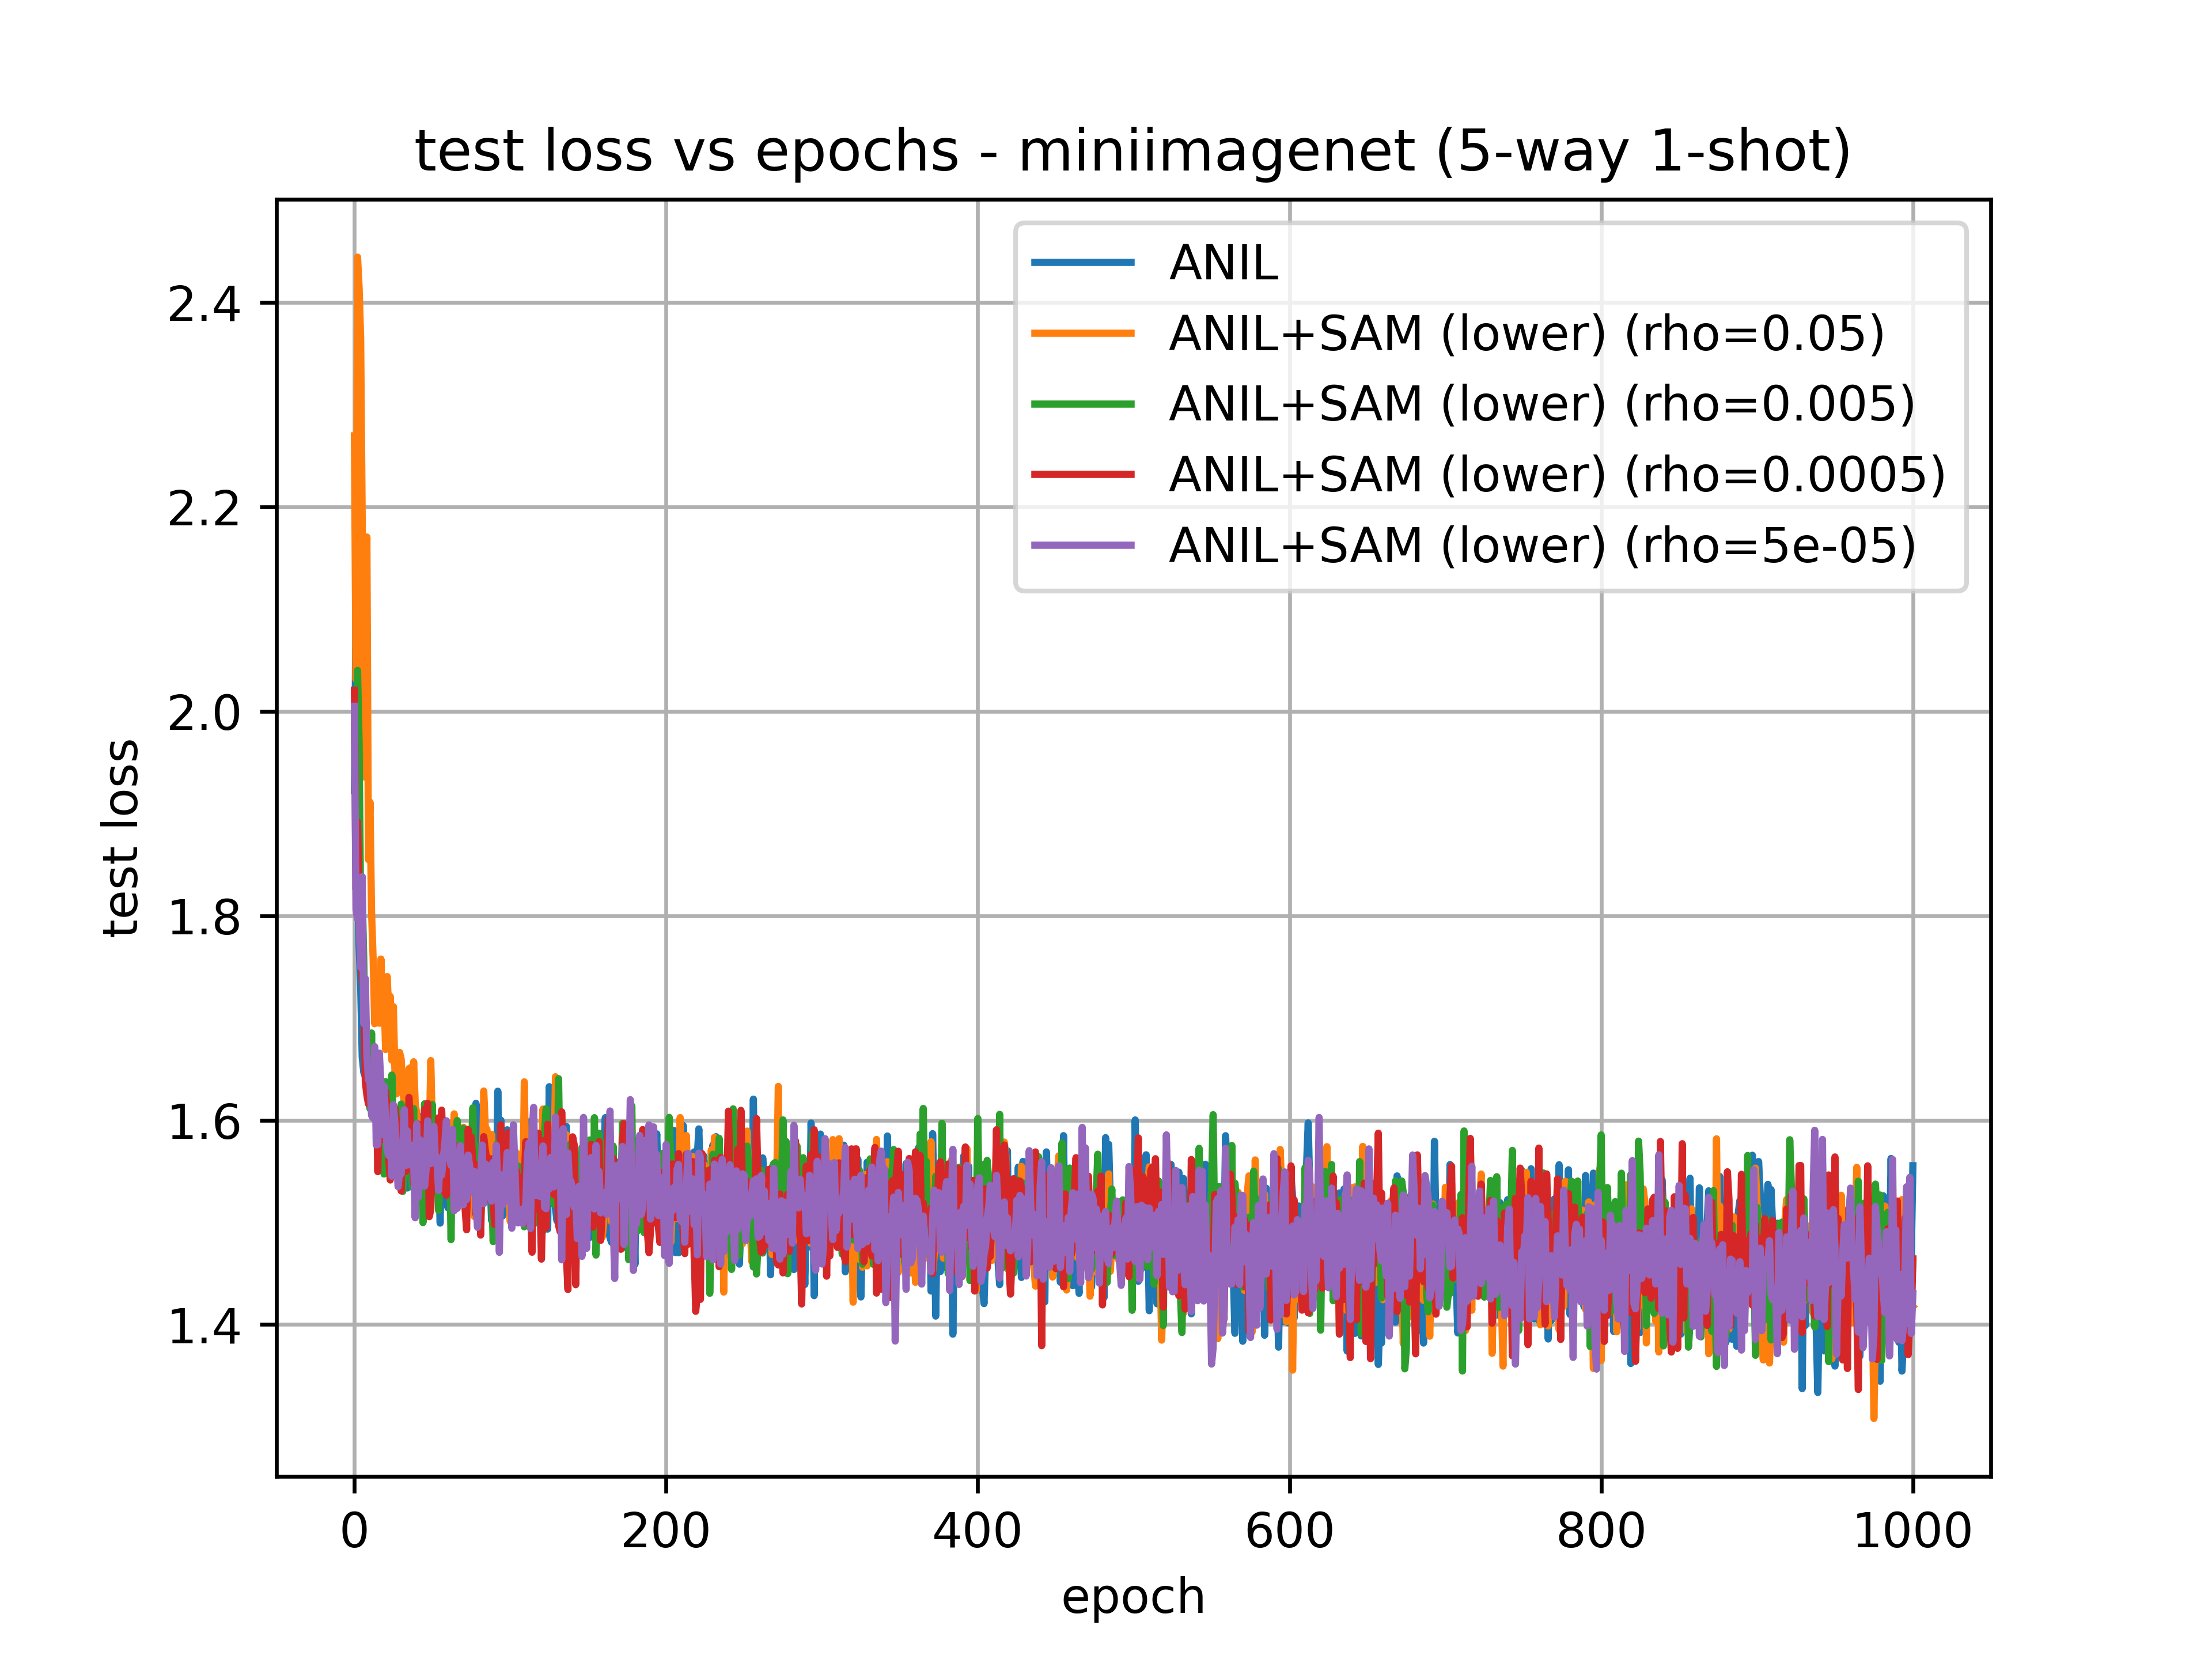 test loss vs epochs - miniimagenet (5-way 1-shot)
ANIL
ANIL+SAM (lower) (rho=0.05)
ANIL+SAM (lower) (rho=0.005)
ANIL+SAM (lower) (rho=0.0005)
ANIL+SAM (lower) (rho=5e-05)
test loss
2.4
2.2
2.0
1.8
1.6
1.4
0 200 400 600 800 1000
epoch